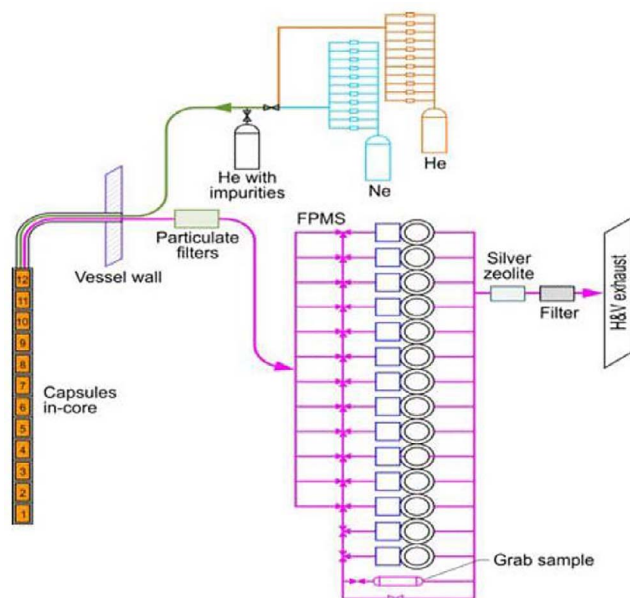 He
Ne
He with
impurities
FPMS
Particulate
filters
Vessel wall
Silver
zeolite
Filter
H&V exhaust
12
11
10
9
8
7
6
5
4
3
2
1
Capsules
in-core
Grab sample